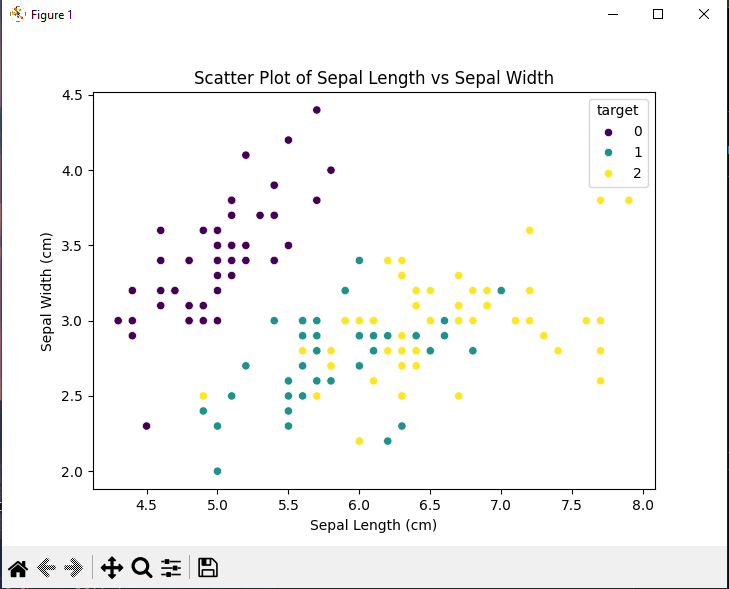 Figure 1
Scatter Plot of Sepal Length vs Sepal Width
target
0
1
2
4.5
4.0
3.5
3.0
2.5
2.0
Sepal Width (cm)
4.5 5.0 5.5 6.0 6.5 7.0 7.5 8.0
Sepal Length (cm)